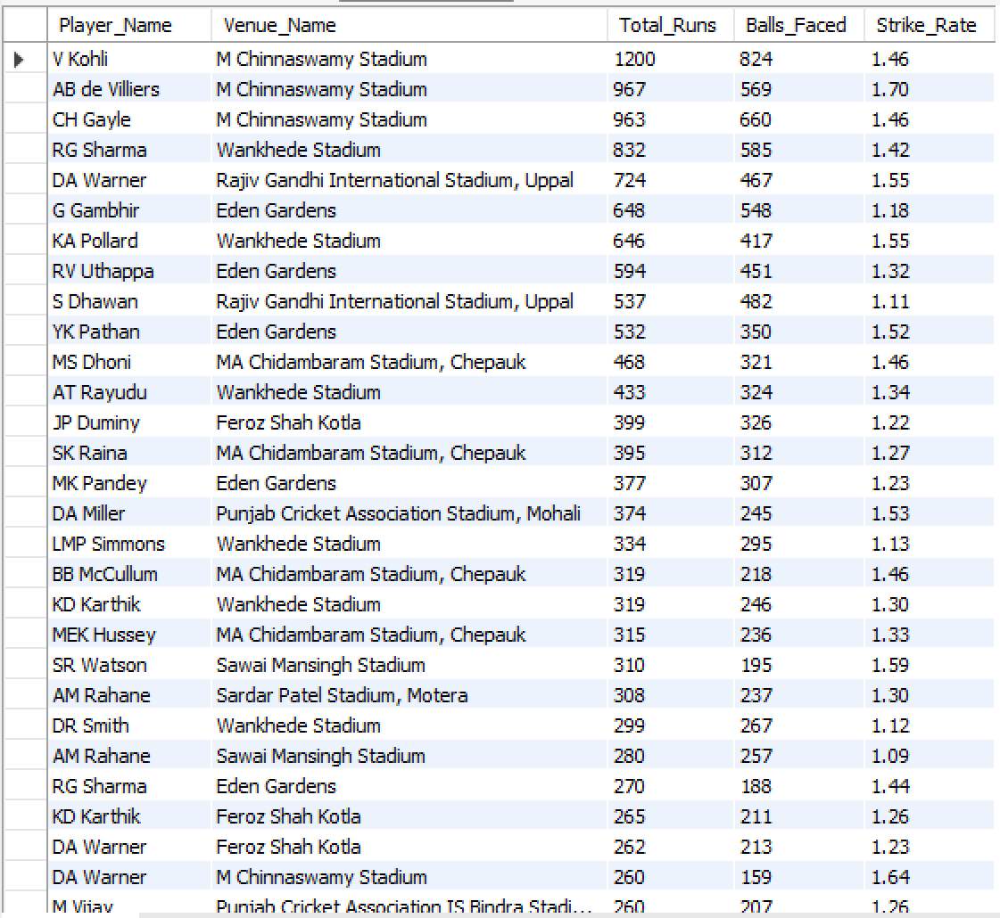 Player_Name Venue_Name Total_Runs Balls_Faced Strike_Rate
V Kohli M Chinnaswamy Stadium 1200 824 1.46
AB de Villiers M Chinnaswamy Stadium 967 569 1.70
CH Gayle M Chinnaswamy Stadium 963 660 1.46
RG Sharma Wankhede Stadium 832 585 1.42
DA Warner Rajiv Gandhi International Stadium, Uppal 724 467 1.55
G Gambhir Eden Gardens 648 548 1.18
KA Pollard Wankhede Stadium 646 417 1.55
RV Uthappa Eden Gardens 594 451 1.32
S Dhawan Rajiv Gandhi International Stadium, Uppal 537 482 1.11
YK Pathan Eden Gardens 532 350 1.52
MS Dhoni MA Chidambaram Stadium, Chepauk 468 321 1.46
AT Rayudu Wankhede Stadium 433 324 1.34
JP Duminy Feroz Shah Kotla 399 326 1.22
SK Raina MA Chidambaram Stadium, Chepauk 395 312 1.27
MK Pandey Eden Gardens 377 307 1.23
DA Miller Punjab Cricket Association Stadium, Mohali 374 245 1.53
LMP Simmons Wankhede Stadium 334 295 1.13
BB McCullum MA Chidambaram Stadium, Chepauk 319 218 1.46
KD Karthik Wankhede Stadium 319 246 1.30
MEK Hussey MA Chidambaram Stadium, Chepauk 315 236 1.33
SR Watson Sawai Mansingh Stadium 310 195 1.59
AM Rahane Sardar Patel Stadium, Motera 308 237 1.30
DR Smith Wankhede Stadium 299 267 1.12
AM Rahane Sawai Mansingh Stadium 280 257 1.09
RG Sharma Eden Gardens 270 188 1.44
KD Karthik Feroz Shah Kotla 265 211 1.26
DA Warner Feroz Shah Kotla 262 213 1.23
DA Warner M Chinnaswamy Stadium 260 159 1.64
M Vijay Punjab Cricket Association IS Bindra Stadi... 260 207 1.26